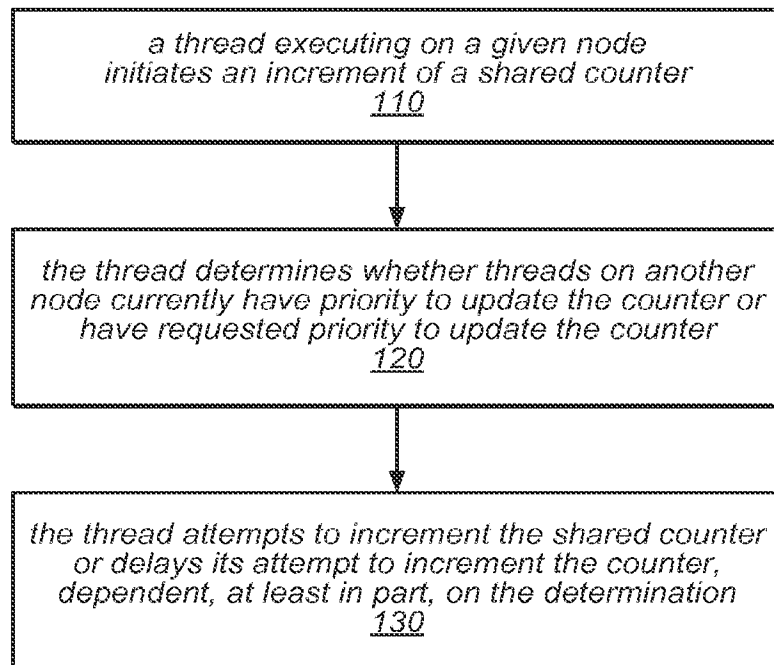 a thread executing on a given node
initiates an increment of a shared counter
110
the thread determines whether threads on another
node currently have priority to update the counter or
have requested priority to update the counter
120
the thread attempts to increment the shared counter
or delays its attempt to increment the counter,
dependent, at least in part, on the determination
130